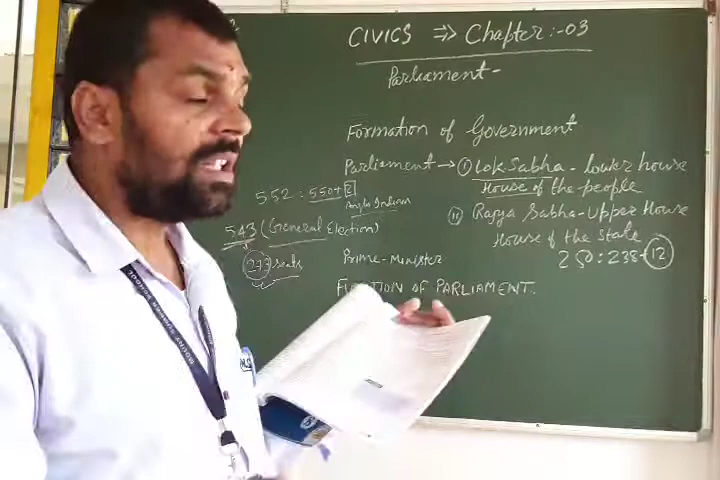 CIVICS => Chapter :- 03
Parliament -
Formation of Government
Parliament → (i) Lok Sabha - lower house
House of the people
552 : 550+2
Anglo Indian
(ii) Rajya Sabha - Upper House
House of the State
250 : 238+12
543 (General Election)
273 seats
Prime-Minister
FUNCTION OF PARLIAMENT.
MOUNT